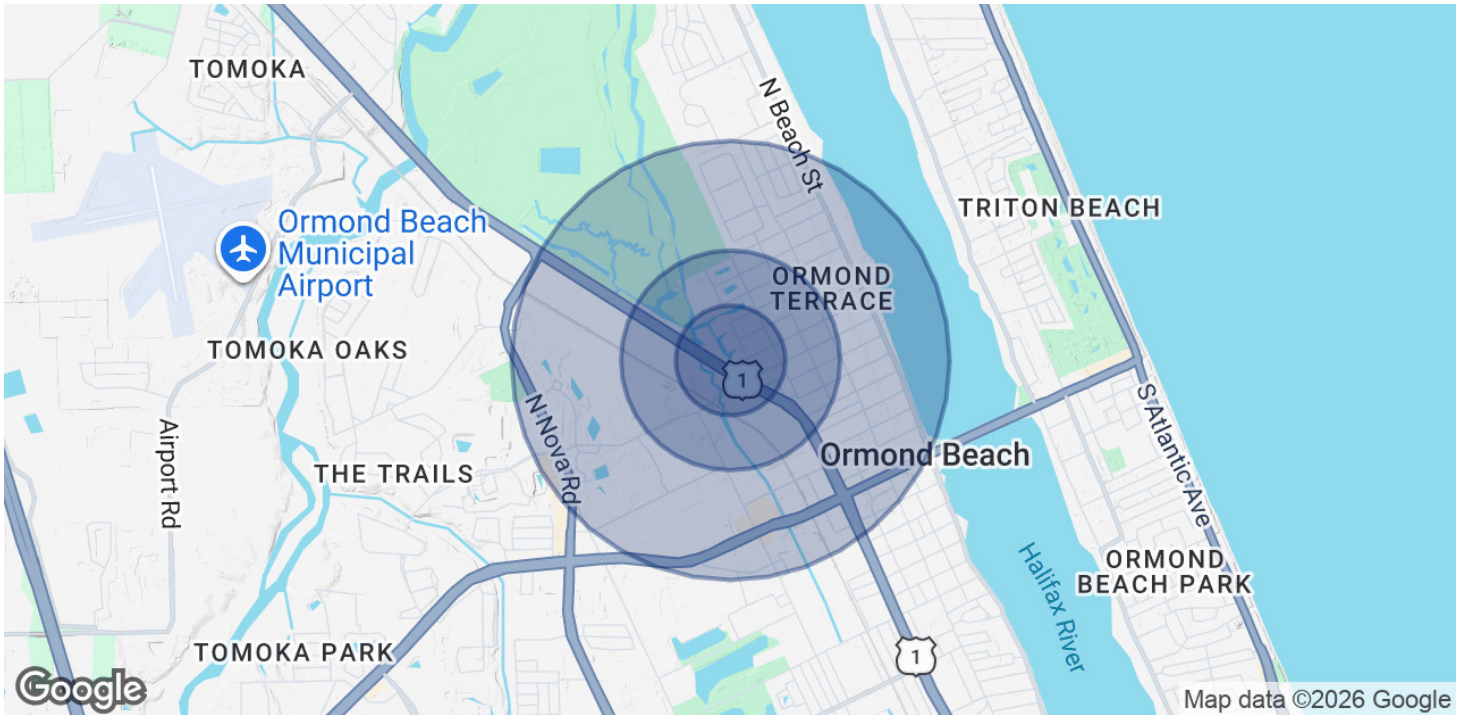 TOMOKA
N Beach St
TRITON BEACH
Ormond Beach
Municipal
Airport
ORMOND
TERRACE
TOMOKA OAKS
1
N Nova Rd
Airport Rd
THE TRAILS
Ormond Beach
S Atlantic Ave
ORMOND
BEACH PARK
Halifax River
TOMOKA PARK
1
Google
Map data ©2026 Google